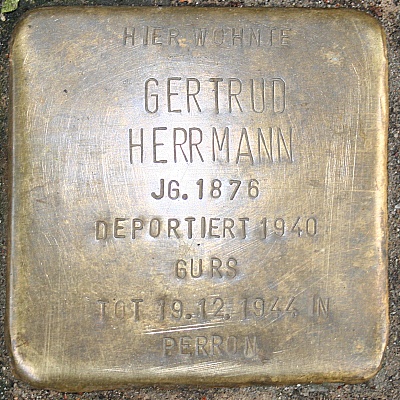 HIER WOHNTE
GERTRUD
HERRMANN
JG. 1876
DEPORTIERT 1940
GURS
TOT 19.12.1944 IN
PERRON